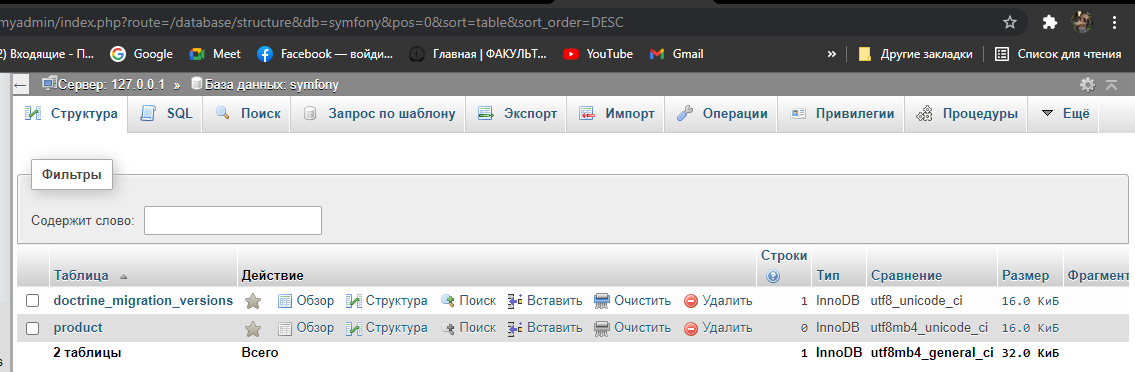 myadmin/index.php?route=/database/structure&db=symfony&pos=0&sort=table&sort_order=DESC
2) Входящие - П... Google Meet Facebook — войди... Главная | ФАКУЛЬТ... YouTube Gmail » Другие закладки Список для чтения
Сервер: 127.0.0.1 » База данных: symfony
Структура SQL Поиск Запрос по шаблону Экспорт Импорт Операции Привилегии Процедуры Ещё
Фильтры
Содержит слово:
Таблица Действие Строки Тип Сравнение Размер Фрагмент
doctrine_migration_versions Обзор Структура Поиск Вставить Очистить Удалить 1 InnoDB utf8_unicode_ci 16.0 КиБ
product Обзор Структура Поиск Вставить Очистить Удалить 0 InnoDB utf8mb4_unicode_ci 16.0 КиБ
2 таблицы Всего 1 InnoDB utf8mb4_general_ci 32.0 КиБ
s